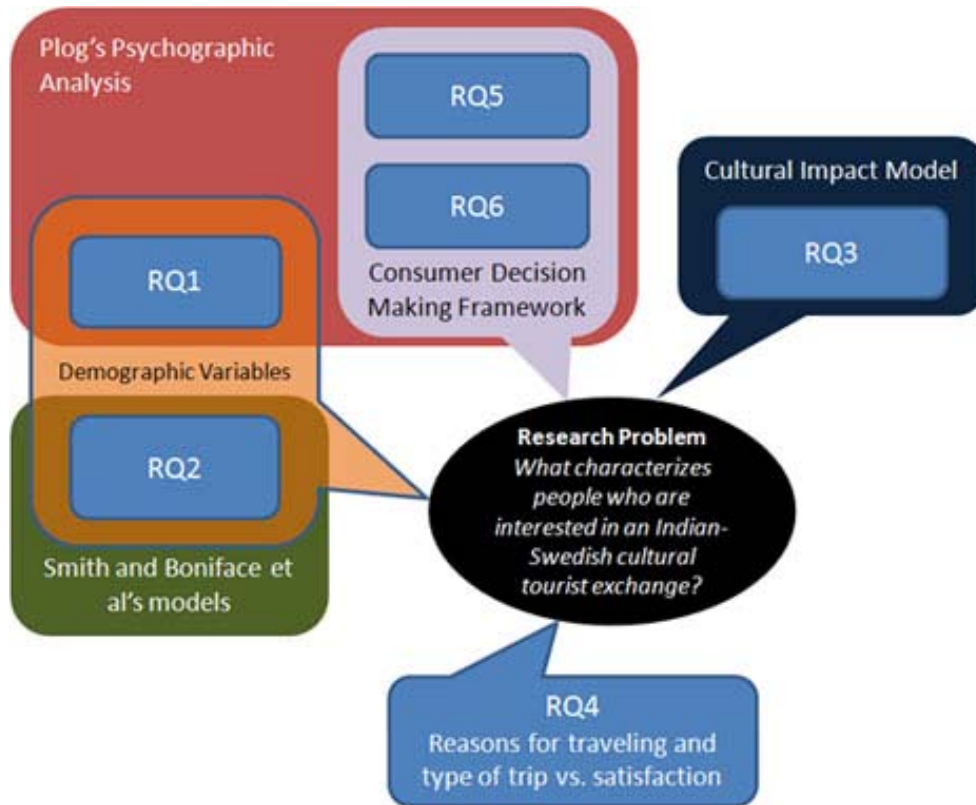 Plog's Psychographic
Analysis
RQ5
RQ6
Consumer Decision
Making Framework
Cultural Impact Model
RQ3
RQ1
Demographic Variables
RQ2
Smith and Boniface et
al's models
Research Problem
What characterizes
people who are
interested in an Indian-
Swedish cultural
tourist exchange?
RQ4
Reasons for traveling and
type of trip vs. satisfaction